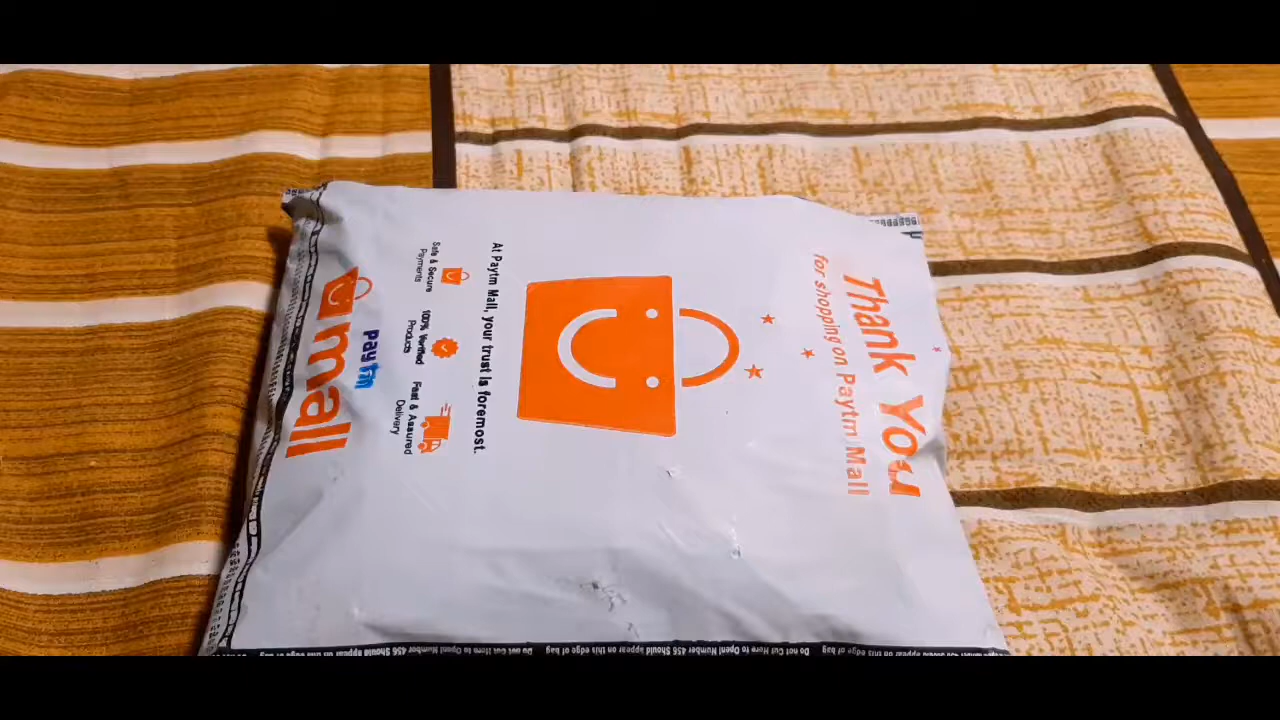 Thank You
for shopping on Paytm Mall
At Paytm Mall, your trust is foremost.
Safe & Secure
Payments
100% Verified
Products
Fast & Assured
Delivery
paytm
mall
Do not Cut Here to Open! Number 456 Should appear on this edge of bag